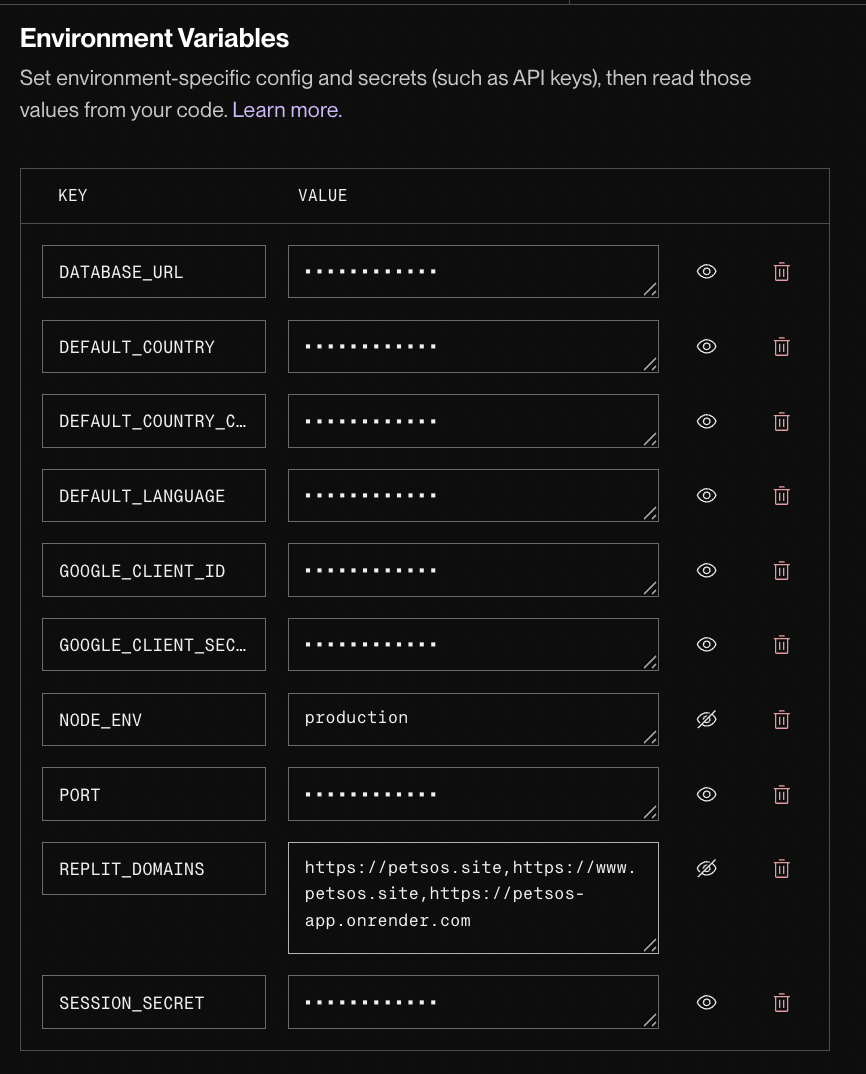 Environment Variables
Set environment-specific config and secrets (such as API keys), then read those
values from your code. Learn more.
KEY VALUE
DATABASE_URL ············
DEFAULT_COUNTRY ············
DEFAULT_COUNTRY_C… ············
DEFAULT_LANGUAGE ············
GOOGLE_CLIENT_ID ············
GOOGLE_CLIENT_SEC… ············
NODE_ENV production
PORT ············
REPLIT_DOMAINS https://petsos.site,https://www.
petsos.site,https://petsos-
app.onrender.com
SESSION_SECRET ············